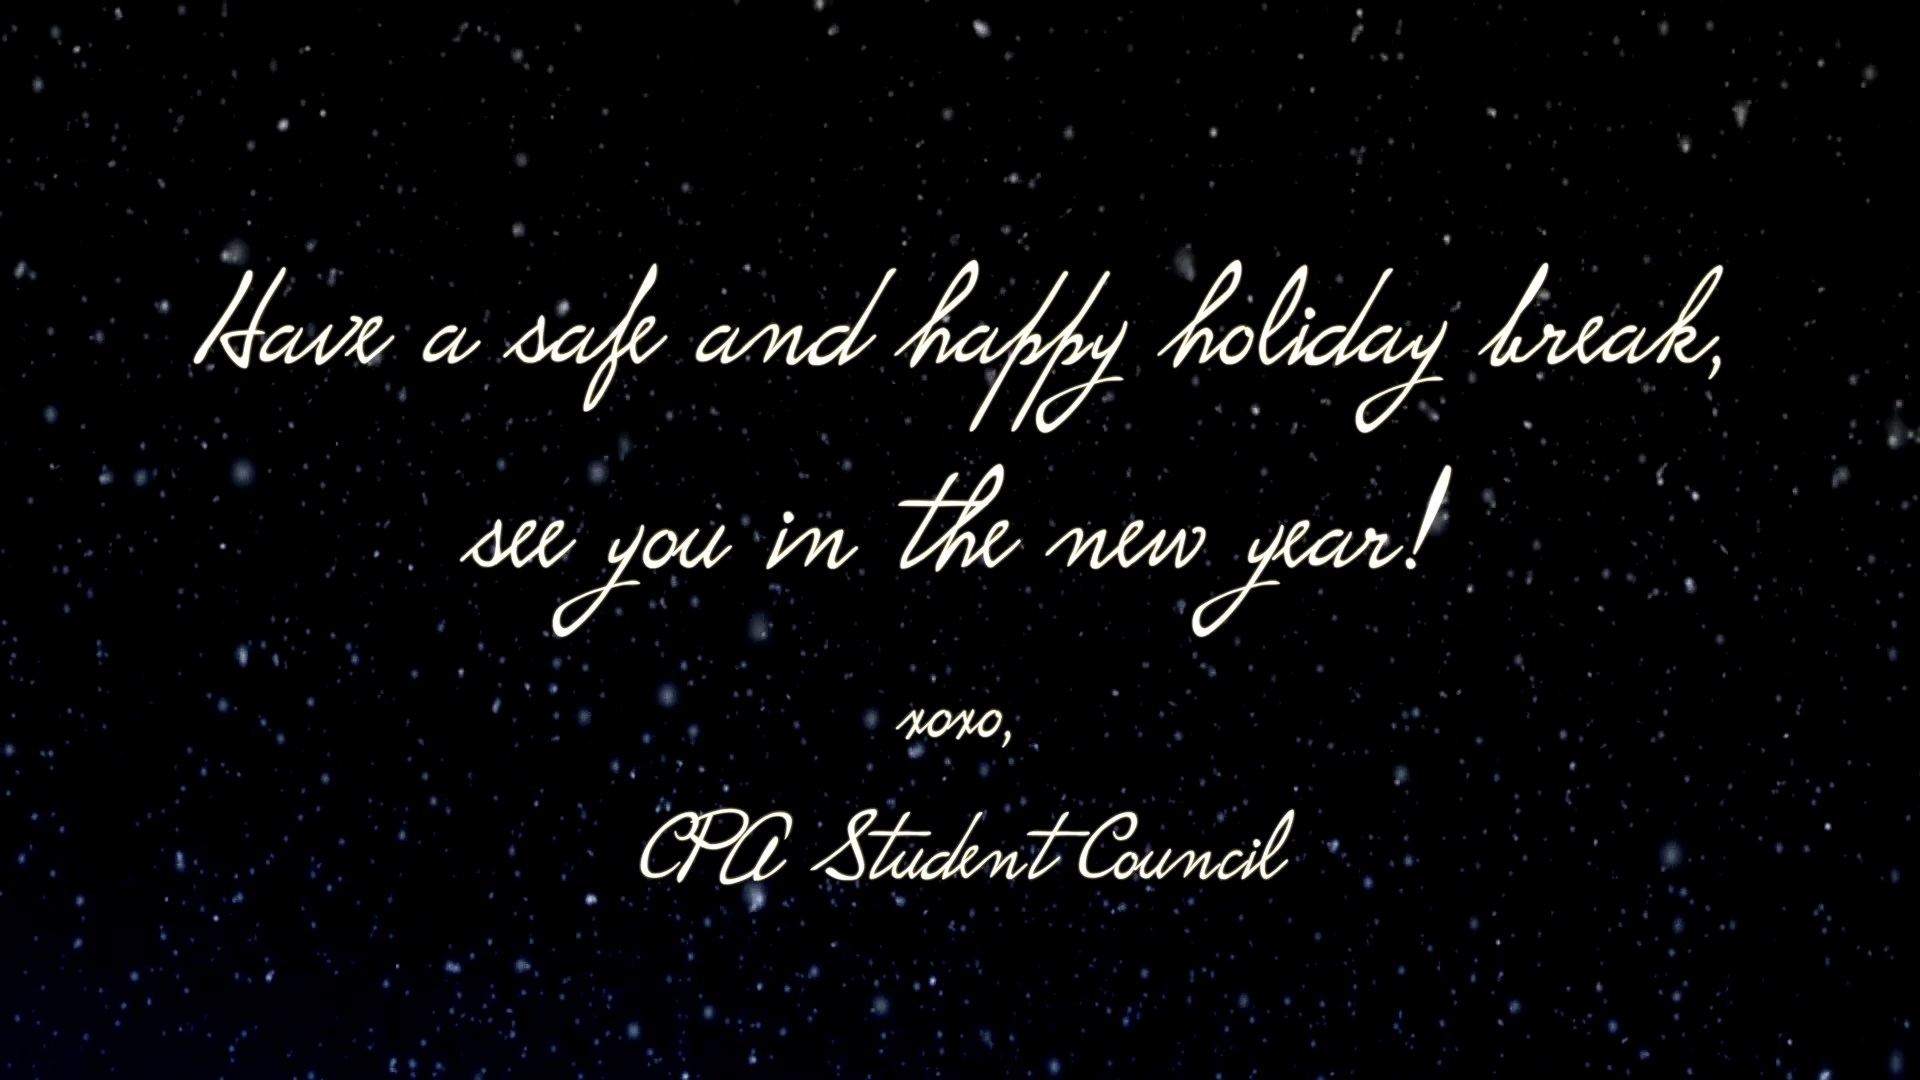 Have a safe and happy holiday break,
see you in the new year!
xoxo,
CPA Student Council